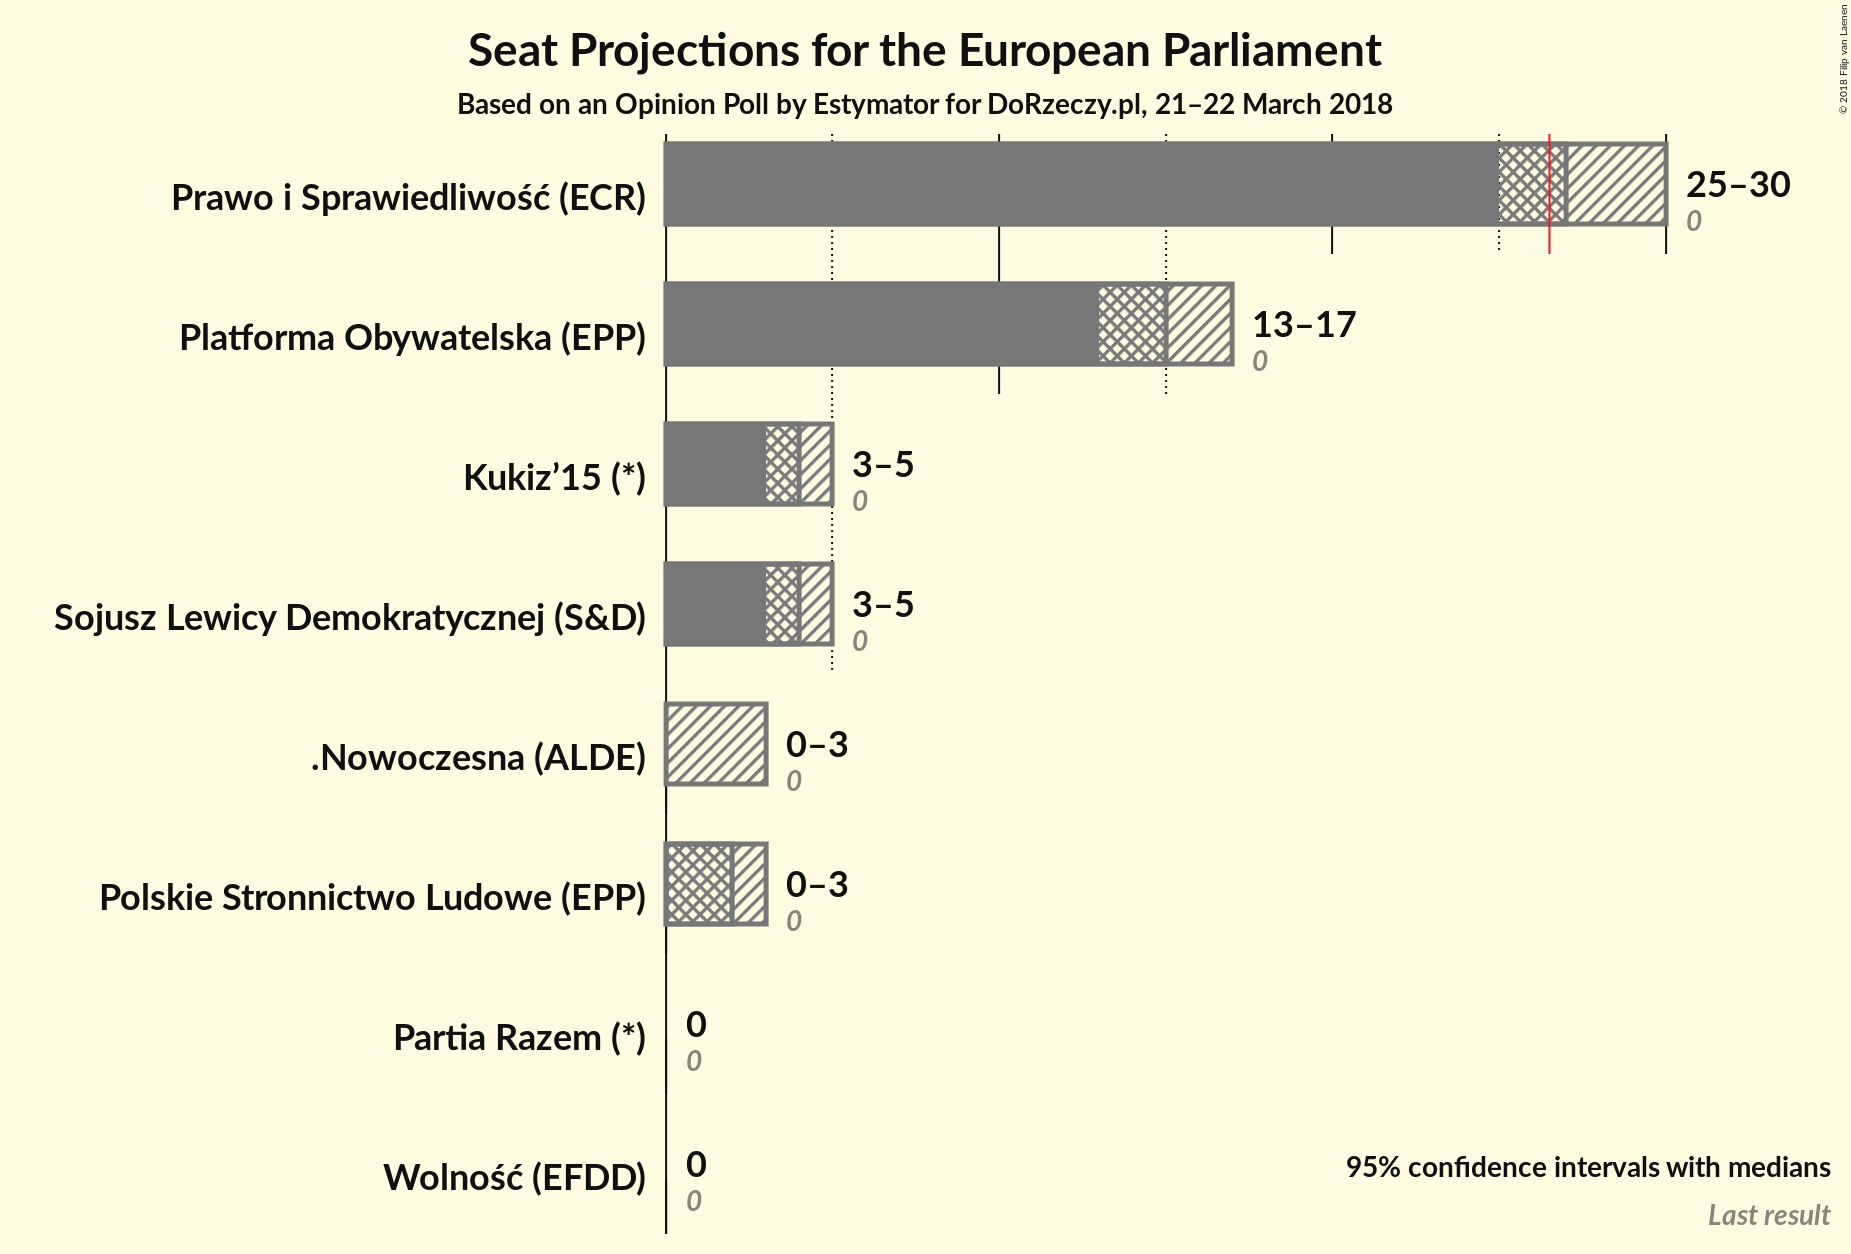 Seat Projections for the European Parliament
Based on an Opinion Poll by Estymator for DoRzeczy.pl, 21–22 March 2018
© 2018 Filip van Laenen
Prawo i Sprawiedliwość (ECR)
25–30
0
Platforma Obywatelska (EPP)
13–17
0
Kukiz’15 (*)
3–5
0
Sojusz Lewicy Demokratycznej (S&D)
3–5
0
.Nowoczesna (ALDE)
0–3
0
Polskie Stronnictwo Ludowe (EPP)
0–3
0
Partia Razem (*)
0
0
Wolność (EFDD)
0
0
95% confidence intervals with medians
Last result